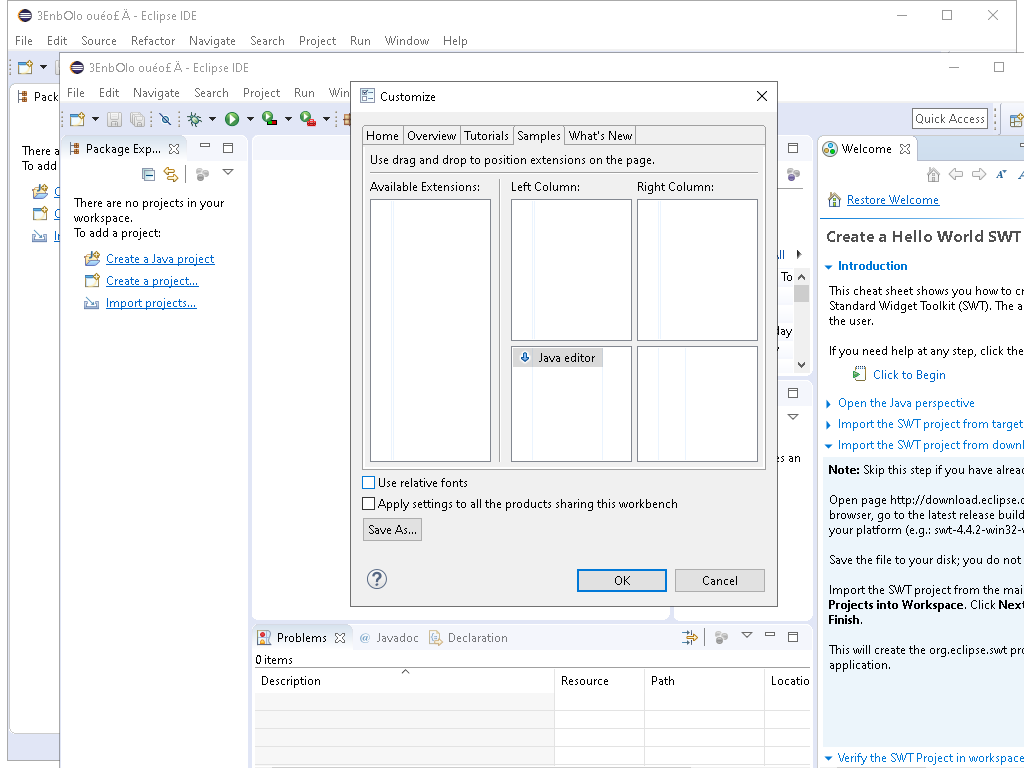 3EnbOlo ouéo£ Ä - Eclipse IDE
File Edit Source Refactor Navigate Search Project Run Window Help
3EnbOlo ouéo£ Ä - Eclipse IDE
File Edit Navigate Search Project Run Win
Quick Access
Pack
There a
To add
Package Exp...
There are no projects in your
workspace.
To add a project:
Create a Java project
Create a project...
Import projects...
Customize
Home Overview Tutorials Samples What's New
Use drag and drop to position extensions on the page.
Available Extensions: Left Column: Right Column:
Java editor
Use relative fonts
Apply settings to all the products sharing this workbench
Save As...
OK Cancel
To
day
es an
Problems Javadoc Declaration
0 items
Description Resource Path Locatio
Welcome
Restore Welcome
Create a Hello World SWT
Introduction
This cheat sheet shows you how to cr
Standard Widget Toolkit (SWT). The a
the user.
If you need help at any step, click the
Click to Begin
Open the Java perspective
Import the SWT project from target
Import the SWT project from downl
Note: Skip this step if you have alread
Open page http://download.eclipse.o
browser, go to the latest release build
your platform (e.g.: swt-4.4.2-win32-
Save the file to your disk; you do not
Import the SWT project from the mai
Projects into Workspace. Click Next
Finish.
This will create the org.eclipse.swt pro
application.
Verify the SWT Project in workspace